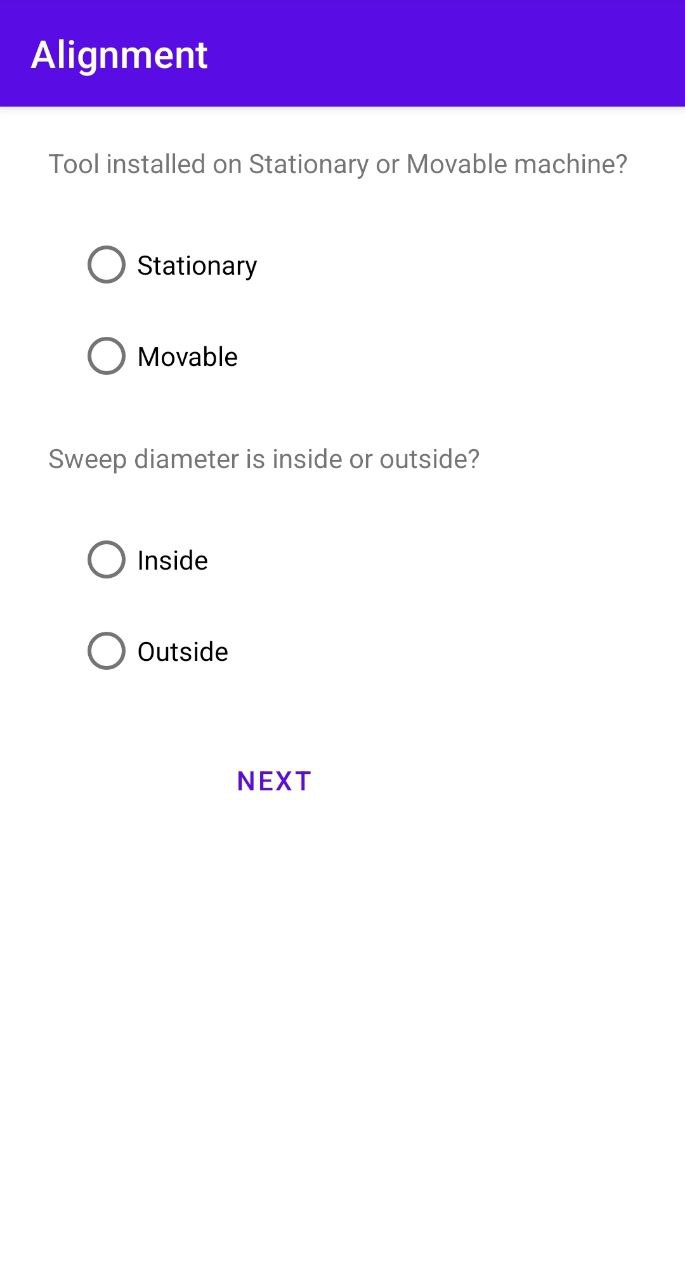 Alignment
Tool installed on Stationary or Movable machine?
Stationary
Movable
Sweep diameter is inside or outside?
Inside
Outside
NEXT